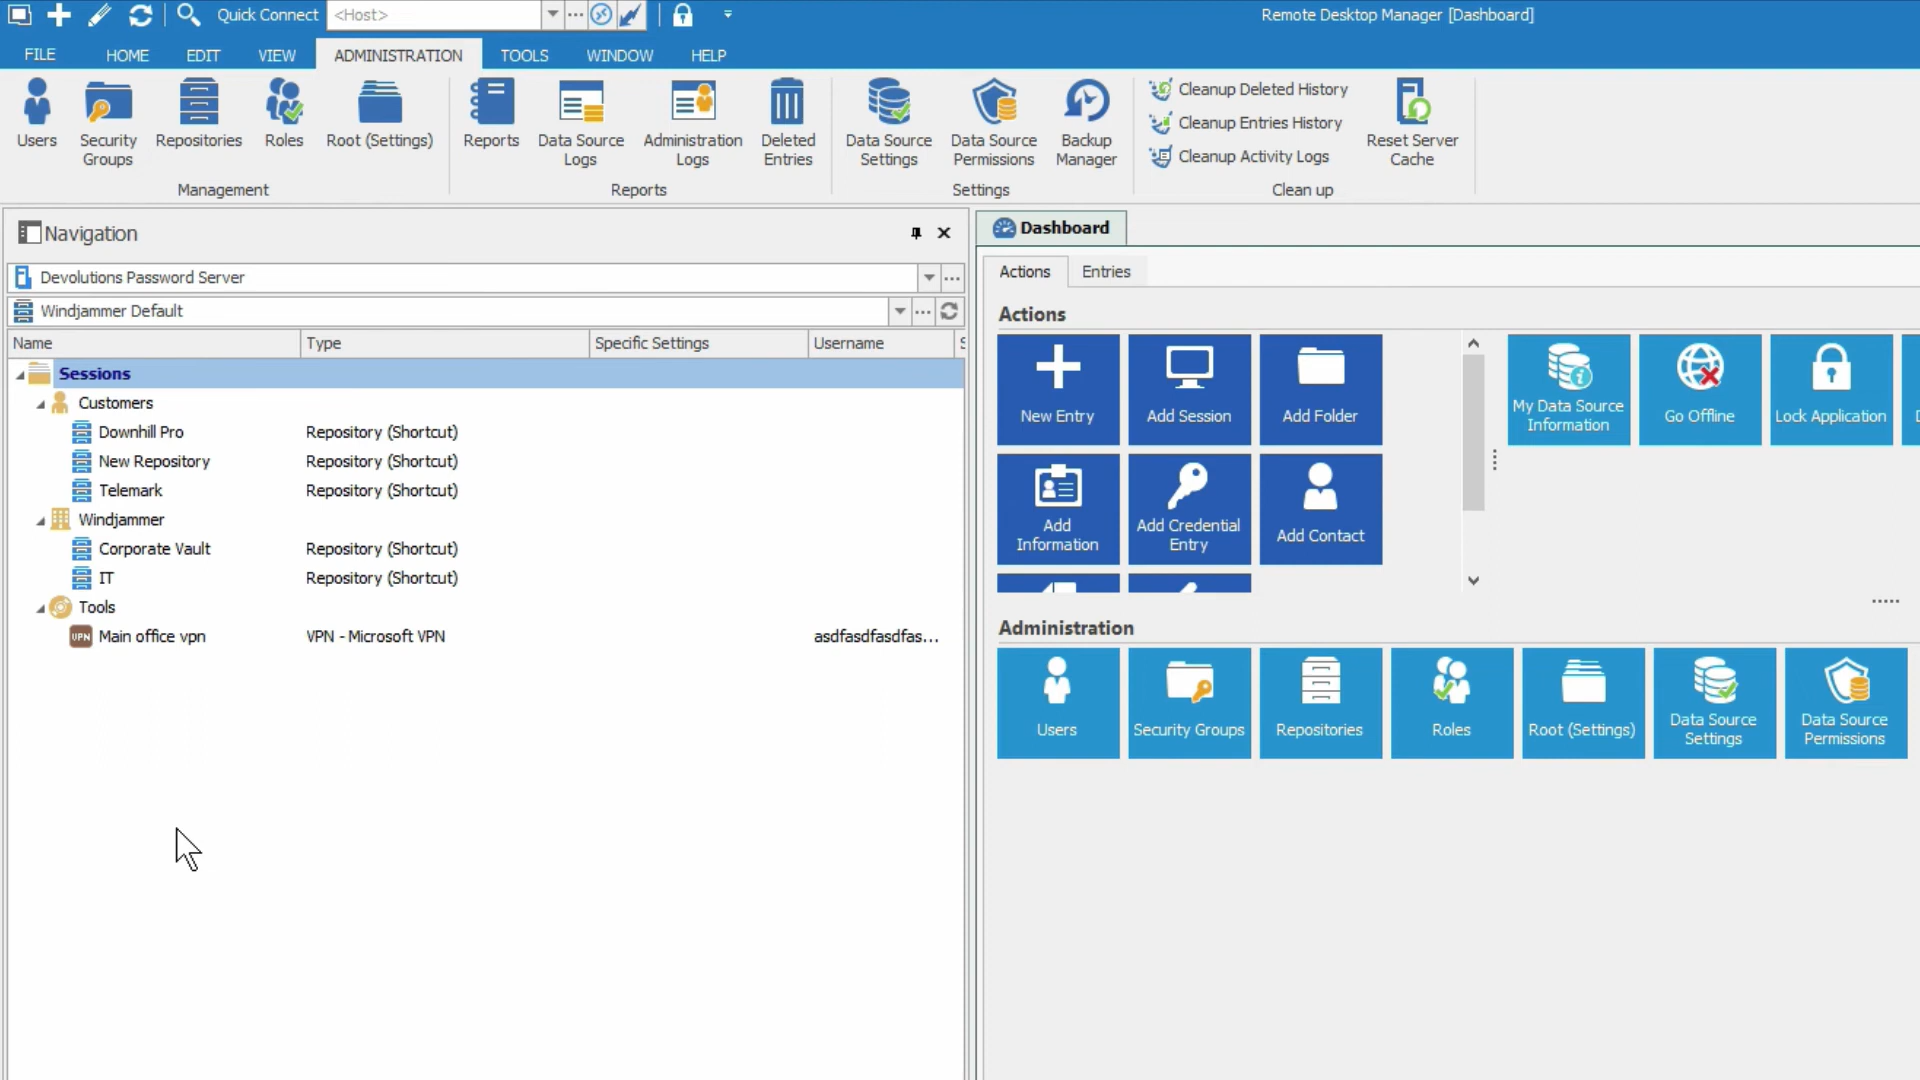 Quick Connect <Host> Remote Desktop Manager [Dashboard]
FILE HOME EDIT VIEW ADMINISTRATION TOOLS WINDOW HELP
Users
Security
Groups
Repositories
Roles
Root (Settings)
Management
Reports
Data Source
Logs
Administration
Logs
Deleted
Entries
Reports
Data Source
Settings
Data Source
Permissions
Backup
Manager
Settings
Cleanup Deleted History
Cleanup Entries History
Cleanup Activity Logs
Reset Server
Cache
Clean up
Navigation
Devolutions Password Server
Windjammer Default
Name Type Specific Settings Username
Sessions
Customers
Downhill Pro Repository (Shortcut)
New Repository Repository (Shortcut)
Telemark Repository (Shortcut)
Windjammer
Corporate Vault Repository (Shortcut)
IT Repository (Shortcut)
Tools
VPN Main office vpn VPN - Microsoft VPN asdfasdfasdfas...
Dashboard
Actions Entries
Actions
New Entry
Add Session
Add Folder
Add
Information
Add Credential
Entry
Add Contact
My Data Source
Information
Go Offline
Lock Application
Administration
Users
Security Groups
Repositories
Roles
Root (Settings)
Data Source
Settings
Data Source
Permissions